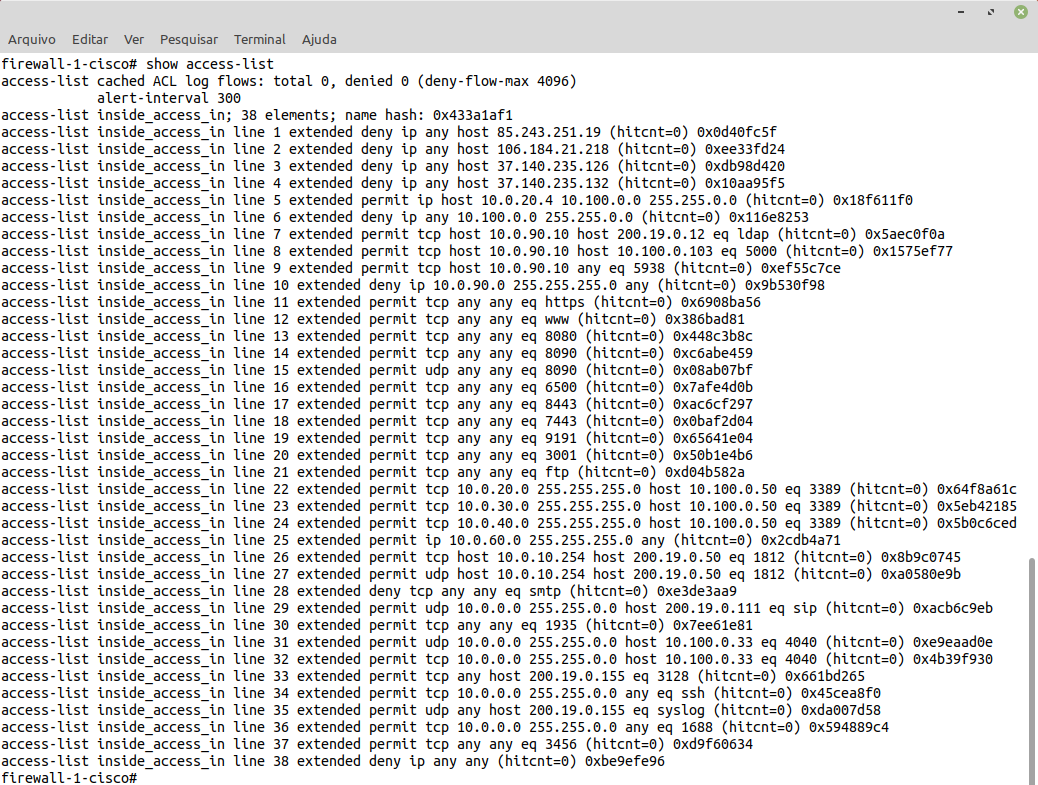 Arquivo Editar Ver Pesquisar Terminal Ajuda
firewall-1-cisco# show access-list
access-list cached ACL log flows: total 0, denied 0 (deny-flow-max 4096)
            alert-interval 300
access-list inside_access_in; 38 elements; name hash: 0x433a1af1
access-list inside_access_in line 1 extended deny ip any host 85.243.251.19 (hitcnt=0) 0x0d40fc5f
access-list inside_access_in line 2 extended deny ip any host 106.184.21.218 (hitcnt=0) 0xee33fd24
access-list inside_access_in line 3 extended deny ip any host 37.140.235.126 (hitcnt=0) 0xdb98d420
access-list inside_access_in line 4 extended deny ip any host 37.140.235.132 (hitcnt=0) 0x10aa95f5
access-list inside_access_in line 5 extended permit ip host 10.0.20.4 10.100.0.0 255.255.0.0 (hitcnt=0) 0x18f611f0
access-list inside_access_in line 6 extended deny ip any 10.100.0.0 255.255.0.0 (hitcnt=0) 0x116e8253
access-list inside_access_in line 7 extended permit tcp host 10.0.90.10 host 200.19.0.12 eq ldap (hitcnt=0) 0x5aec0f0a
access-list inside_access_in line 8 extended permit tcp host 10.0.90.10 host 10.100.0.103 eq 5000 (hitcnt=0) 0x1575ef77
access-list inside_access_in line 9 extended permit tcp host 10.0.90.10 any eq 5938 (hitcnt=0) 0xef55c7ce
access-list inside_access_in line 10 extended deny ip 10.0.90.0 255.255.255.0 any (hitcnt=0) 0x9b530f98
access-list inside_access_in line 11 extended permit tcp any any eq https (hitcnt=0) 0x6908ba56
access-list inside_access_in line 12 extended permit tcp any any eq www (hitcnt=0) 0x386bad81
access-list inside_access_in line 13 extended permit tcp any any eq 8080 (hitcnt=0) 0x448c3b8c
access-list inside_access_in line 14 extended permit tcp any any eq 8090 (hitcnt=0) 0xc6abe459
access-list inside_access_in line 15 extended permit udp any any eq 8090 (hitcnt=0) 0x08ab07bf
access-list inside_access_in line 16 extended permit tcp any any eq 6500 (hitcnt=0) 0x7afe4d0b
access-list inside_access_in line 17 extended permit tcp any any eq 8443 (hitcnt=0) 0xac6cf297
access-list inside_access_in line 18 extended permit tcp any any eq 7443 (hitcnt=0) 0x0baf2d04
access-list inside_access_in line 19 extended permit tcp any any eq 9191 (hitcnt=0) 0x65641e04
access-list inside_access_in line 20 extended permit tcp any any eq 3001 (hitcnt=0) 0x50b1e4b6
access-list inside_access_in line 21 extended permit tcp any any eq ftp (hitcnt=0) 0xd04b582a
access-list inside_access_in line 22 extended permit tcp 10.0.20.0 255.255.255.0 host 10.100.0.50 eq 3389 (hitcnt=0) 0x64f8a61c
access-list inside_access_in line 23 extended permit tcp 10.0.30.0 255.255.255.0 host 10.100.0.50 eq 3389 (hitcnt=0) 0x5eb42185
access-list inside_access_in line 24 extended permit tcp 10.0.40.0 255.255.255.0 host 10.100.0.50 eq 3389 (hitcnt=0) 0x5b0c6ced
access-list inside_access_in line 25 extended permit ip 10.0.60.0 255.255.255.0 any (hitcnt=0) 0x2cdb4a71
access-list inside_access_in line 26 extended permit tcp host 10.0.10.254 host 200.19.0.50 eq 1812 (hitcnt=0) 0x8b9c0745
access-list inside_access_in line 27 extended permit udp host 10.0.10.254 host 200.19.0.50 eq 1812 (hitcnt=0) 0xa0580e9b
access-list inside_access_in line 28 extended deny tcp any any eq smtp (hitcnt=0) 0xe3de3aa9
access-list inside_access_in line 29 extended permit udp 10.0.0.0 255.255.0.0 host 200.19.0.111 eq sip (hitcnt=0) 0xacb6c9eb
access-list inside_access_in line 30 extended permit tcp any any eq 1935 (hitcnt=0) 0x7ee61e81
access-list inside_access_in line 31 extended permit udp 10.0.0.0 255.255.0.0 host 10.100.0.33 eq 4040 (hitcnt=0) 0xe9eaad0e
access-list inside_access_in line 32 extended permit tcp 10.0.0.0 255.255.0.0 host 10.100.0.33 eq 4040 (hitcnt=0) 0x4b39f930
access-list inside_access_in line 33 extended permit tcp any host 200.19.0.155 eq 3128 (hitcnt=0) 0x661bd265
access-list inside_access_in line 34 extended permit tcp 10.0.0.0 255.255.0.0 any eq ssh (hitcnt=0) 0x45cea8f0
access-list inside_access_in line 35 extended permit udp any host 200.19.0.155 eq syslog (hitcnt=0) 0xda007d58
access-list inside_access_in line 36 extended permit tcp 10.0.0.0 255.255.0.0 any eq 1688 (hitcnt=0) 0x594889c4
access-list inside_access_in line 37 extended permit tcp any any eq 3456 (hitcnt=0) 0xd9f60634
access-list inside_access_in line 38 extended deny ip any any (hitcnt=0) 0xbe9efe96
firewall-1-cisco#